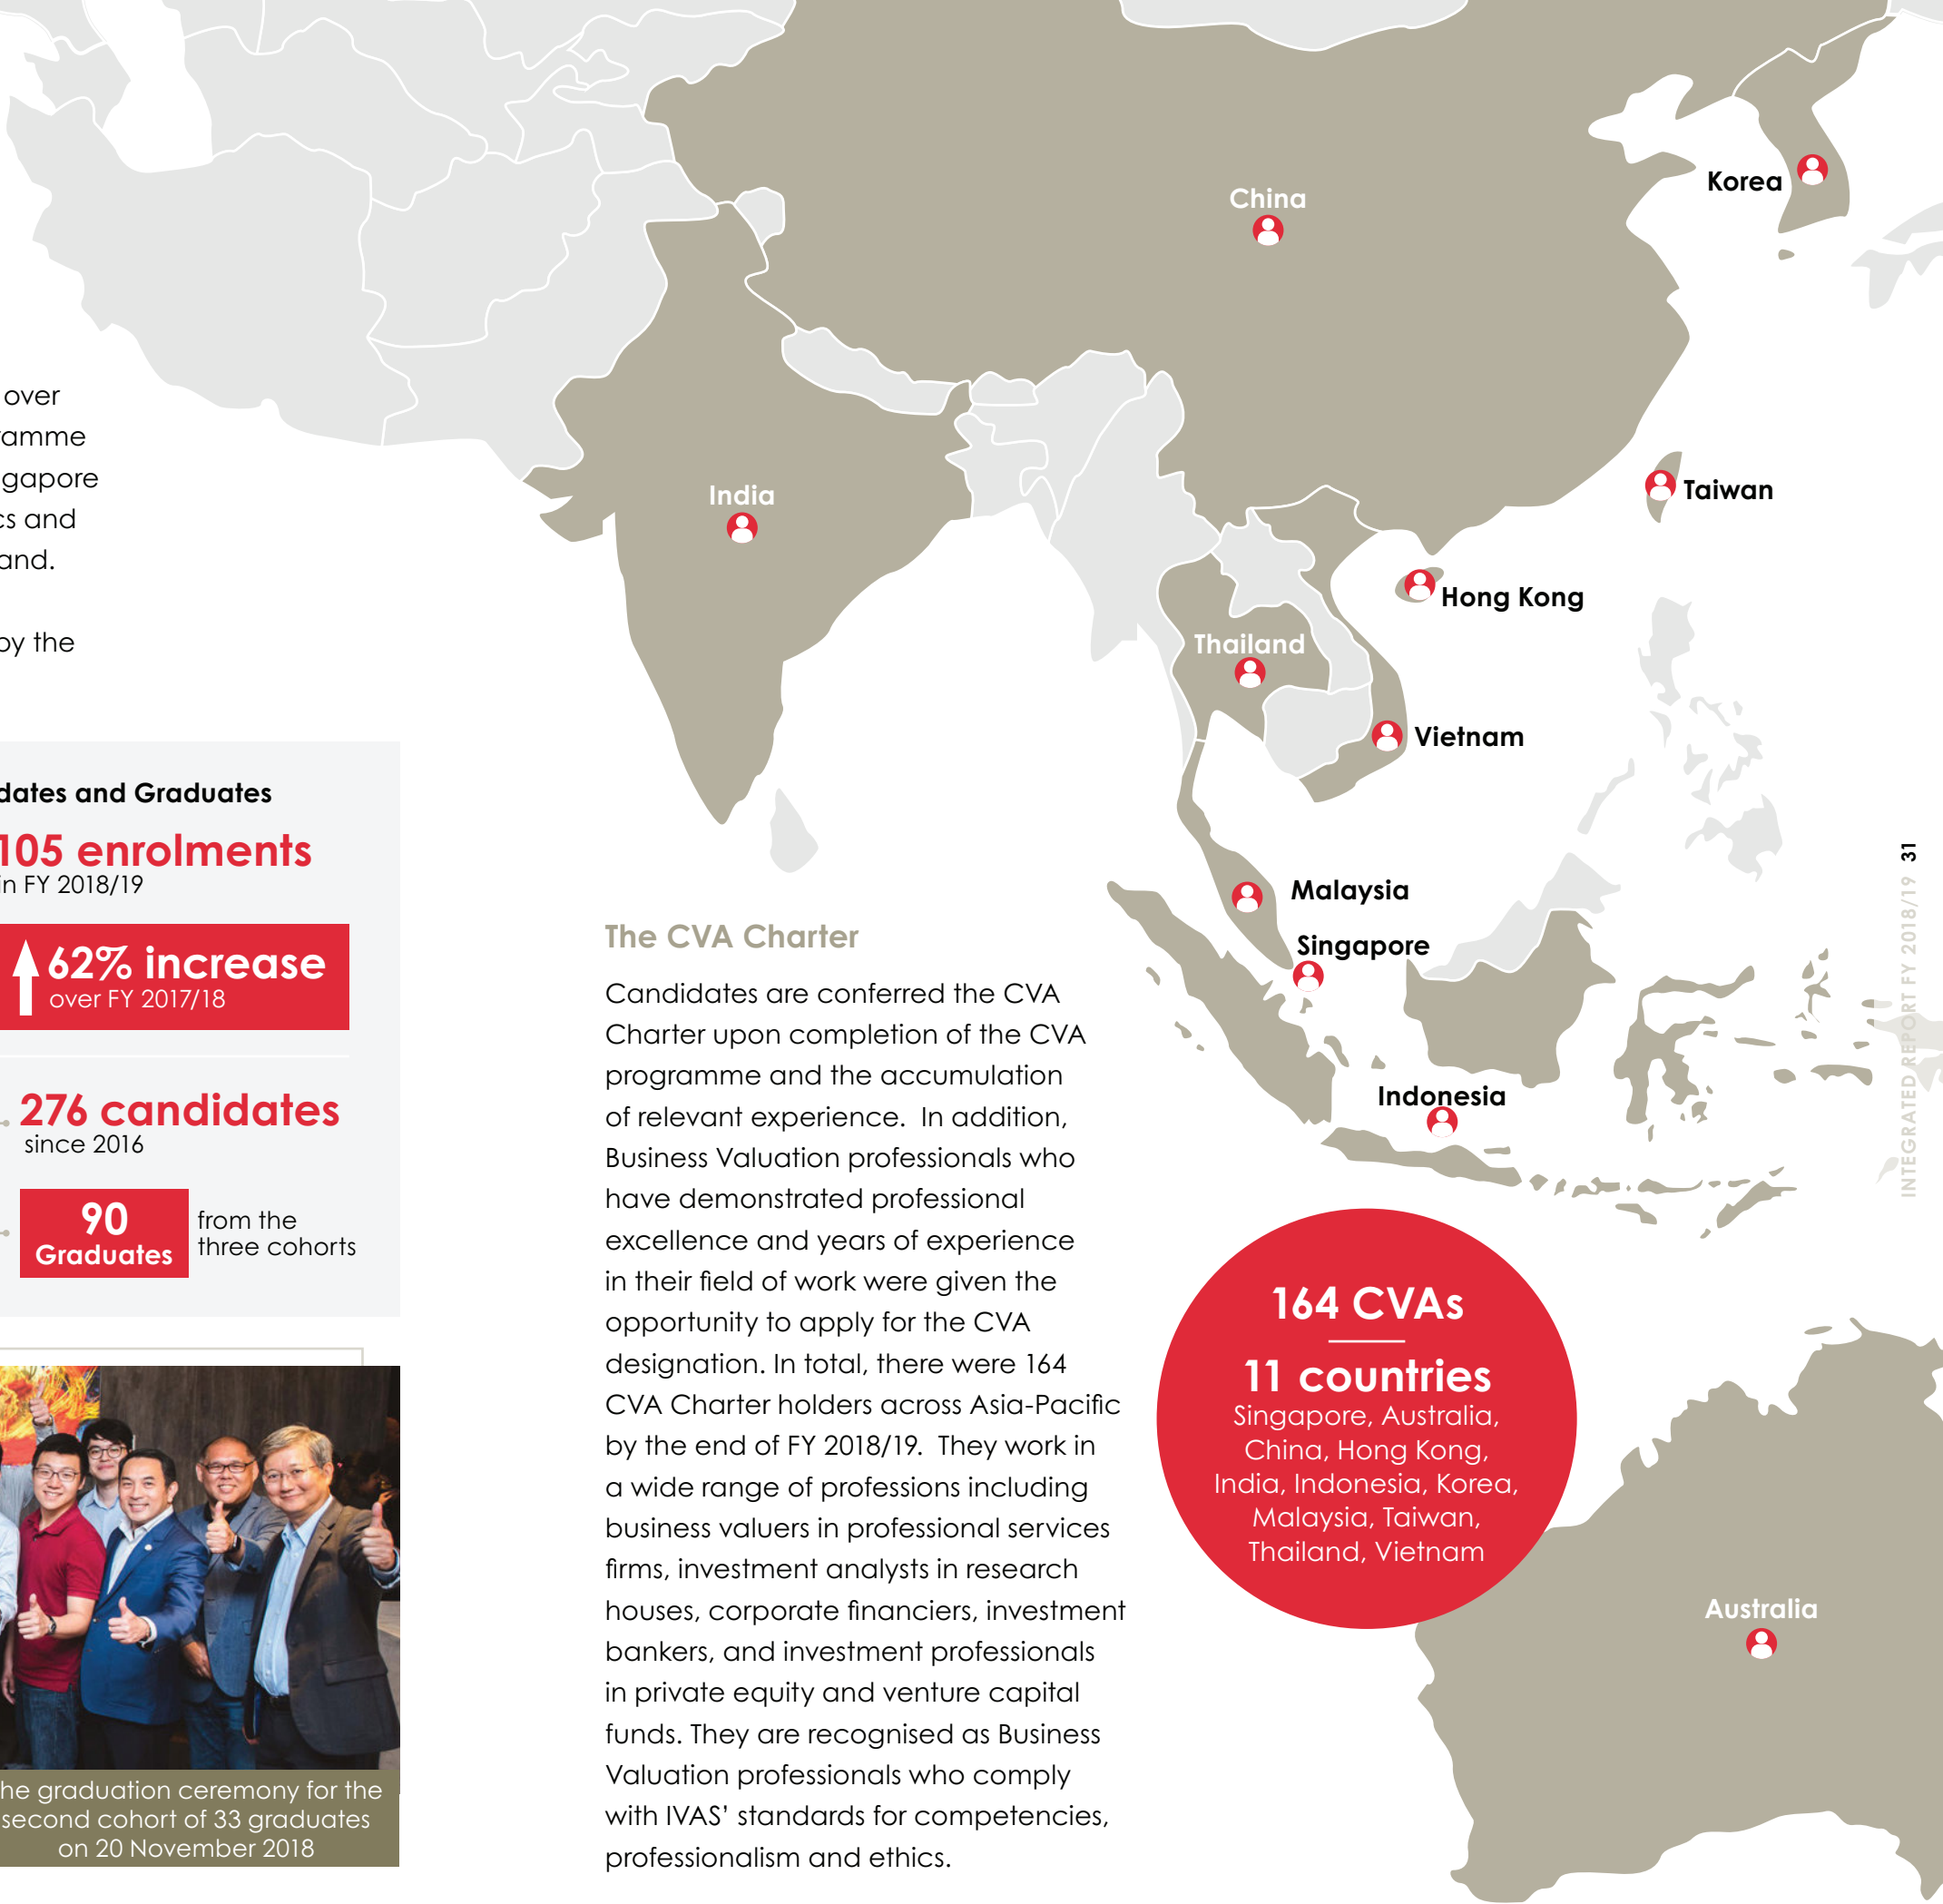 over
gapore
and
and.
by the
and Graduates
105 enrolments
in FY 2018/19
62% increase
over FY 2017/18
276 candidates
since 2016
90
Graduates
from the
three cohorts
graduation ceremony for the
second cohort of 33 graduates
on 20 November 2018
The CVA Charter
Candidates are conferred the CVA
Charter upon completion of the CVA
programme and the accumulation
of relevant experience.  In addition,
Business Valuation professionals who
have demonstrated professional
excellence and years of experience
in their field of work were given the
opportunity to apply for the CVA
designation. In total, there were 164
CVA Charter holders across Asia-Pacific
by the end of FY 2018/19.  They work in
a wide range of professions including
business valuers in professional services
firms, investment analysts in research
houses, corporate financiers, investment
bankers, and investment professionals
in private equity and venture capital
funds. They are recognised as Business
Valuation professionals who comply
with IVAS’ standards for competencies,
professionalism and ethics.
China
Korea
India
Taiwan
Hong Kong
Thailand
Vietnam
Malaysia
Singapore
Indonesia
164 CVAs
11 countries
Singapore, Australia,
China, Hong Kong,
India, Indonesia, Korea,
Malaysia, Taiwan,
Thailand, Vietnam
Australia
INTEGRATED REPORT FY 2018/19 31